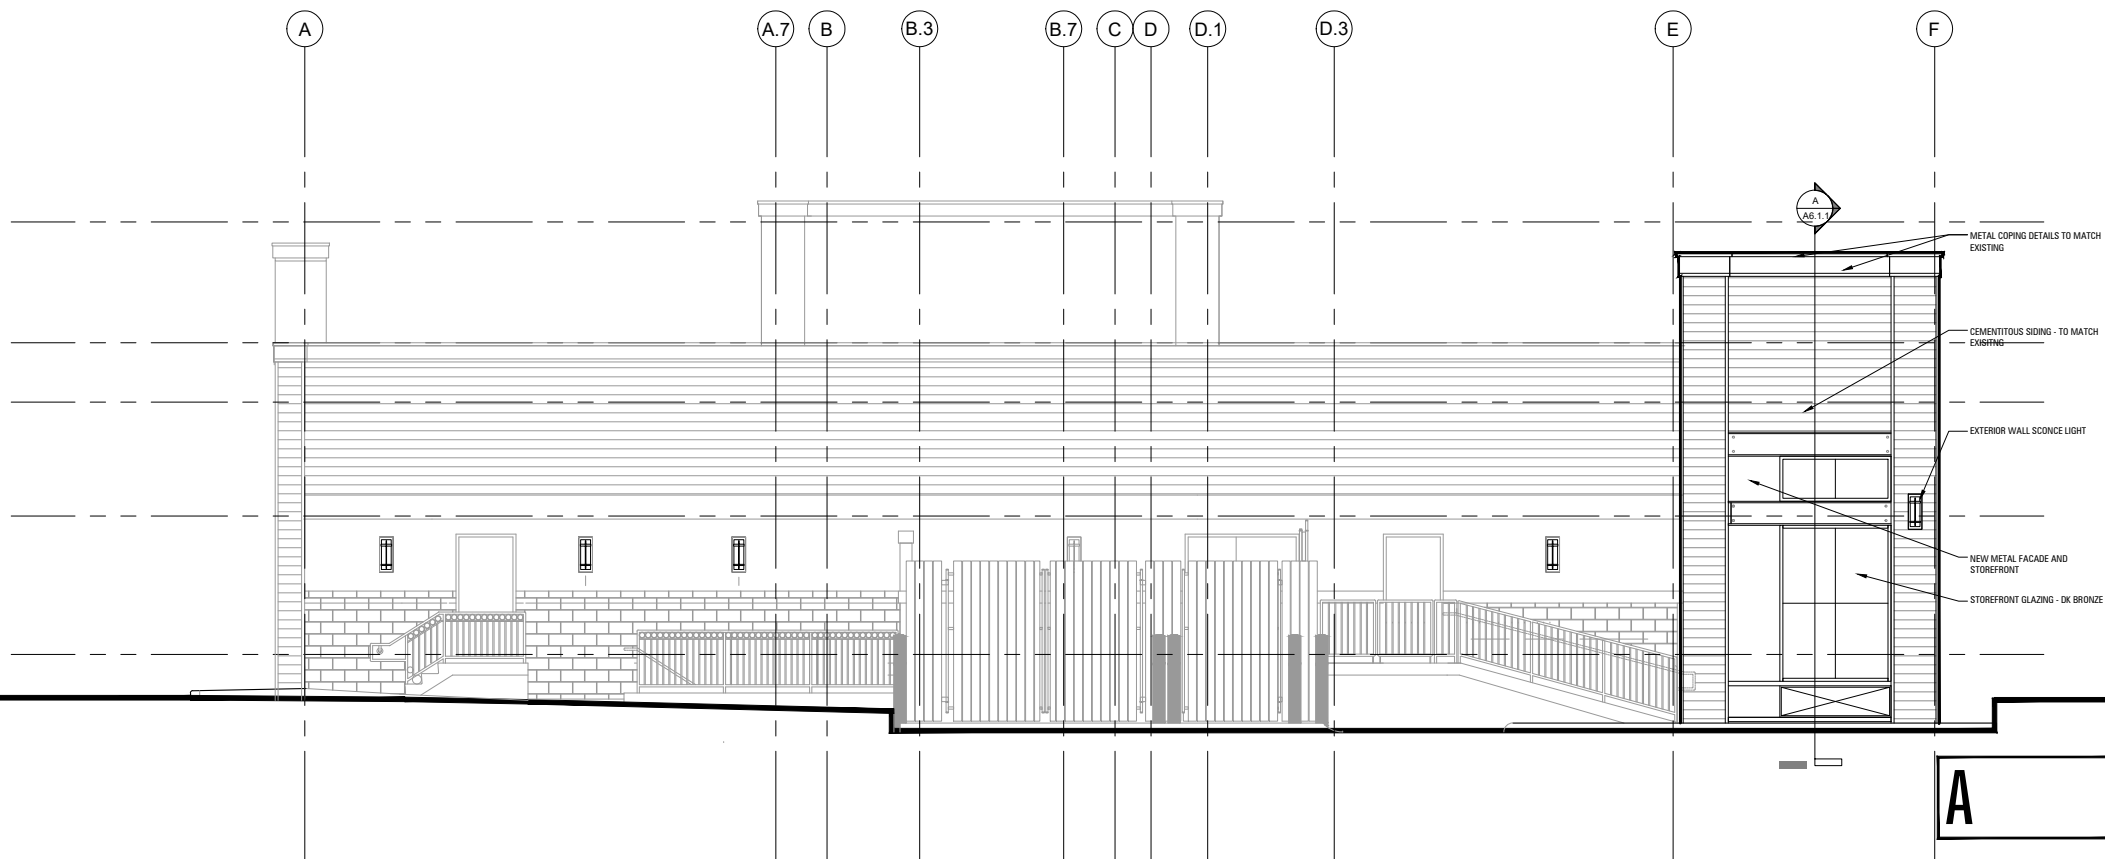 A
A.7
B
B.3
B.7
C
D
D.1
D.3
E
F
A
A6.1.1
METAL COPING DETAILS TO MATCH
EXISTING
CEMENTITOUS SIDING - TO MATCH
EXISITNG
EXTERIOR WALL SCONCE LIGHT
NEW METAL FACADE AND
STOREFRONT
STOREFRONT GLAZING - DK BRONZE
A